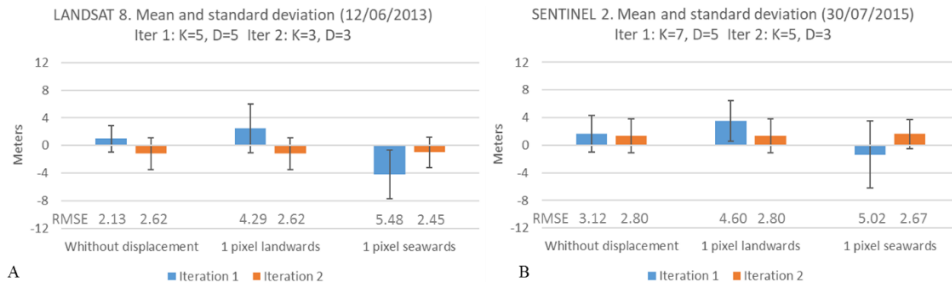 LANDSAT 8. Mean and standard deviation (12/06/2013)
Iter 1: K=5, D=5 Iter 2: K=3, D=3
12
8
4
0
-4
-8
-12
Meters
RMSE 2.13 2.62 4.29 2.62 5.48 2.45
Whithout displacement 1 pixel landwards 1 pixel seawards
Iteration 1 Iteration 2
A
SENTINEL 2. Mean and standard deviation (30/07/2015)
Iter 1: K=7, D=5 Iter 2: K=5, D=3
12
8
4
0
-4
-8
-12
Meters
RMSE 3.12 2.80 4.60 2.80 5.02 2.67
Whithout displacement 1 pixel landwards 1 pixel seawards
Iteration 1 Iteration 2
B